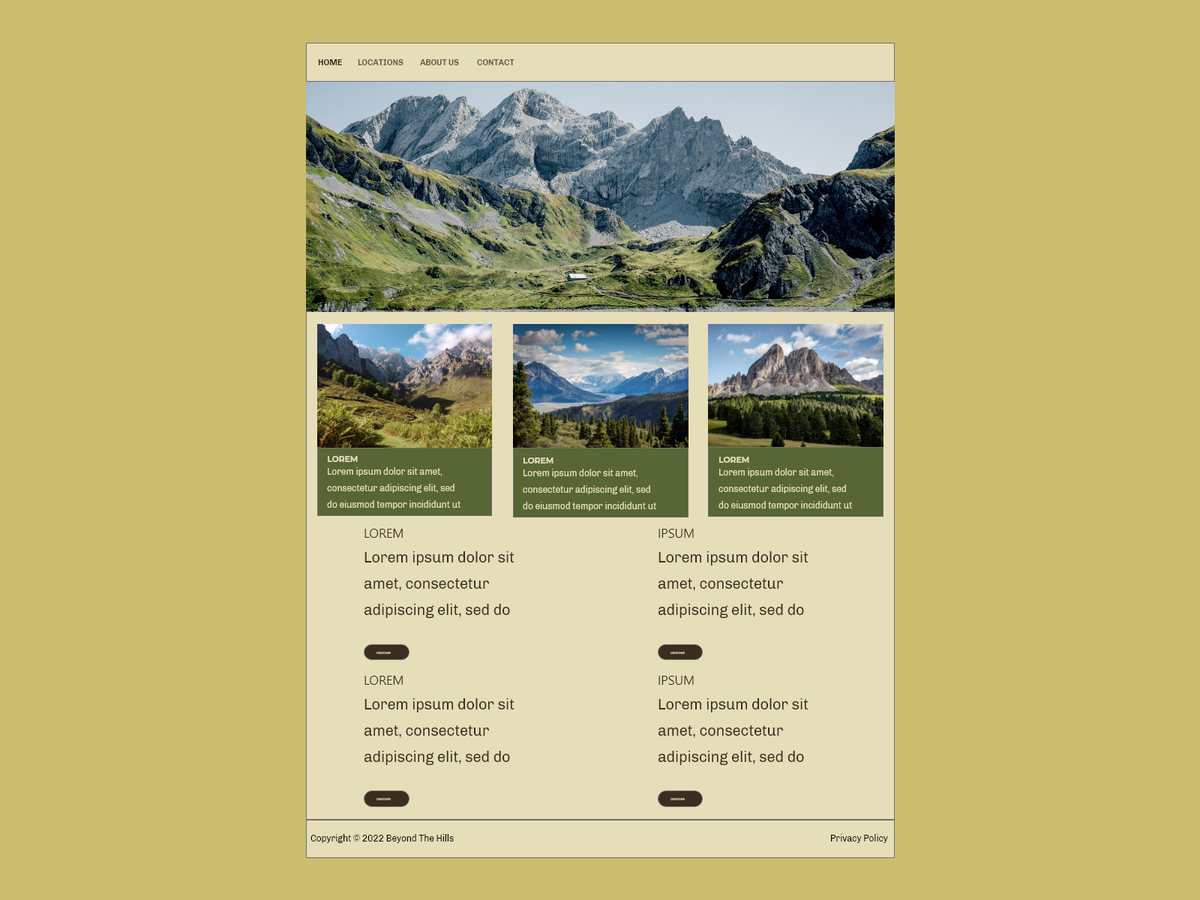 HOME LOCATIONS ABOUT US CONTACT
LOREM
Lorem ipsum dolor sit amet,
consectetur adipiscing elit, sed
do eiusmod tempor incididunt ut
LOREM
Lorem ipsum dolor sit amet,
consectetur adipiscing elit, sed
do eiusmod tempor incididunt ut
LOREM
Lorem ipsum dolor sit amet,
consectetur adipiscing elit, sed
do eiusmod tempor incididunt ut
LOREM
Lorem ipsum dolor sit
amet, consectetur
adipiscing elit, sed do
IPSUM
Lorem ipsum dolor sit
amet, consectetur
adipiscing elit, sed do
LOREM
Lorem ipsum dolor sit
amet, consectetur
adipiscing elit, sed do
IPSUM
Lorem ipsum dolor sit
amet, consectetur
adipiscing elit, sed do
Copyright © 2022 Beyond The Hills
Privacy Policy